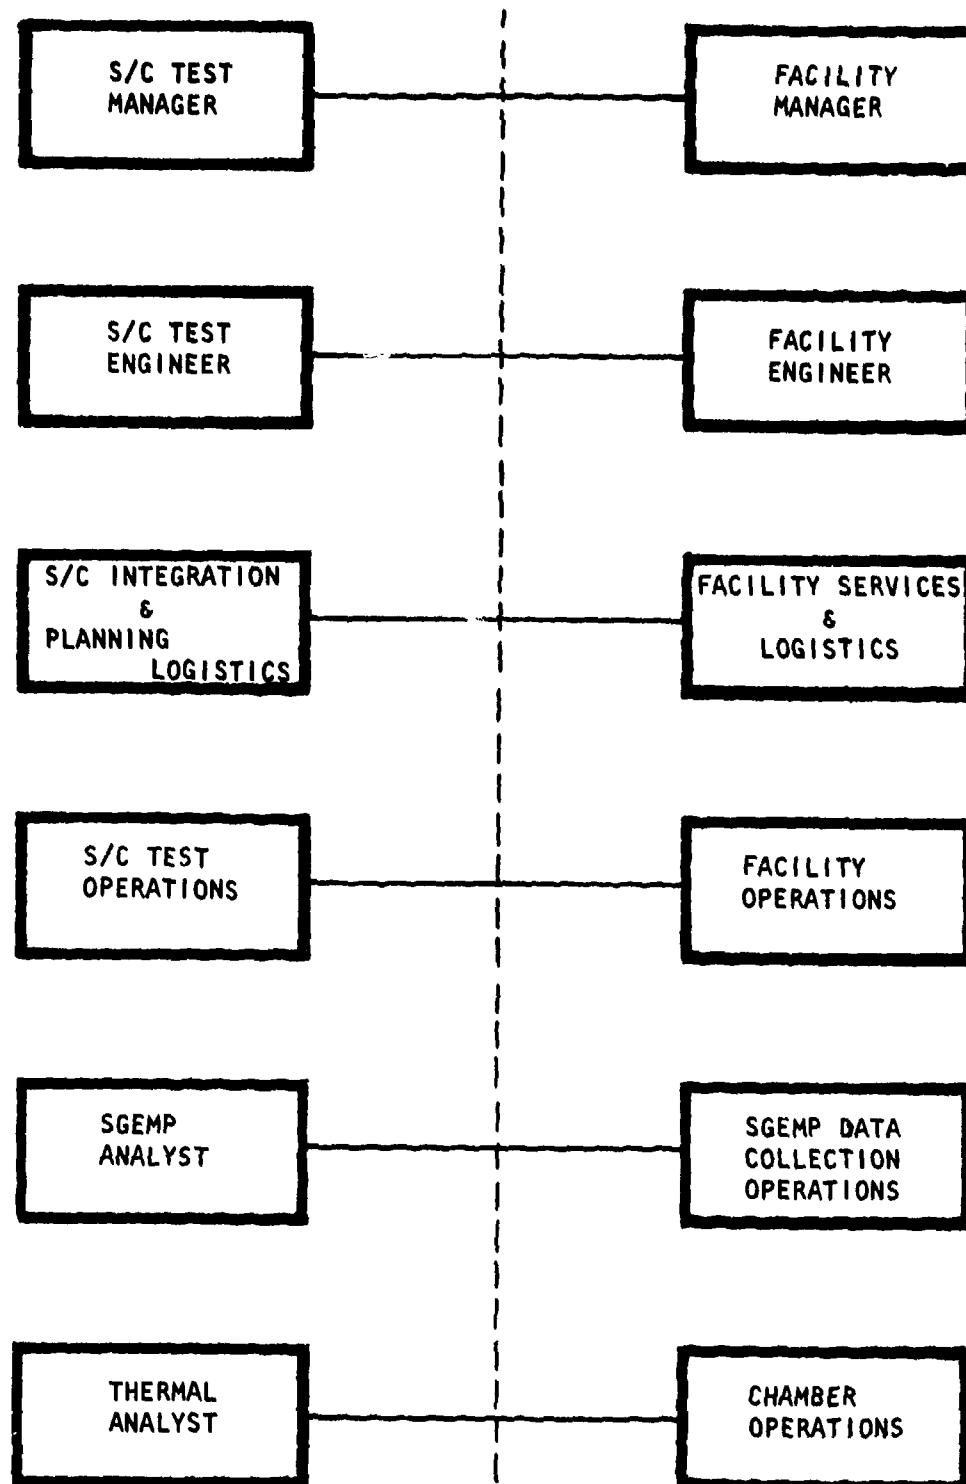 S/C TEST
MANAGER
FACILITY
MANAGER
S/C TEST
ENGINEER
FACILITY
ENGINEER
S/C INTEGRATION
&
PLANNING
LOGISTICS
FACILITY SERVICES
&
LOGISTICS
S/C TEST
OPERATIONS
FACILITY
OPERATIONS
SGEMP
ANALYST
SGEMP DATA
COLLECTION
OPERATIONS
THERMAL
ANALYST
CHAMBER
OPERATIONS